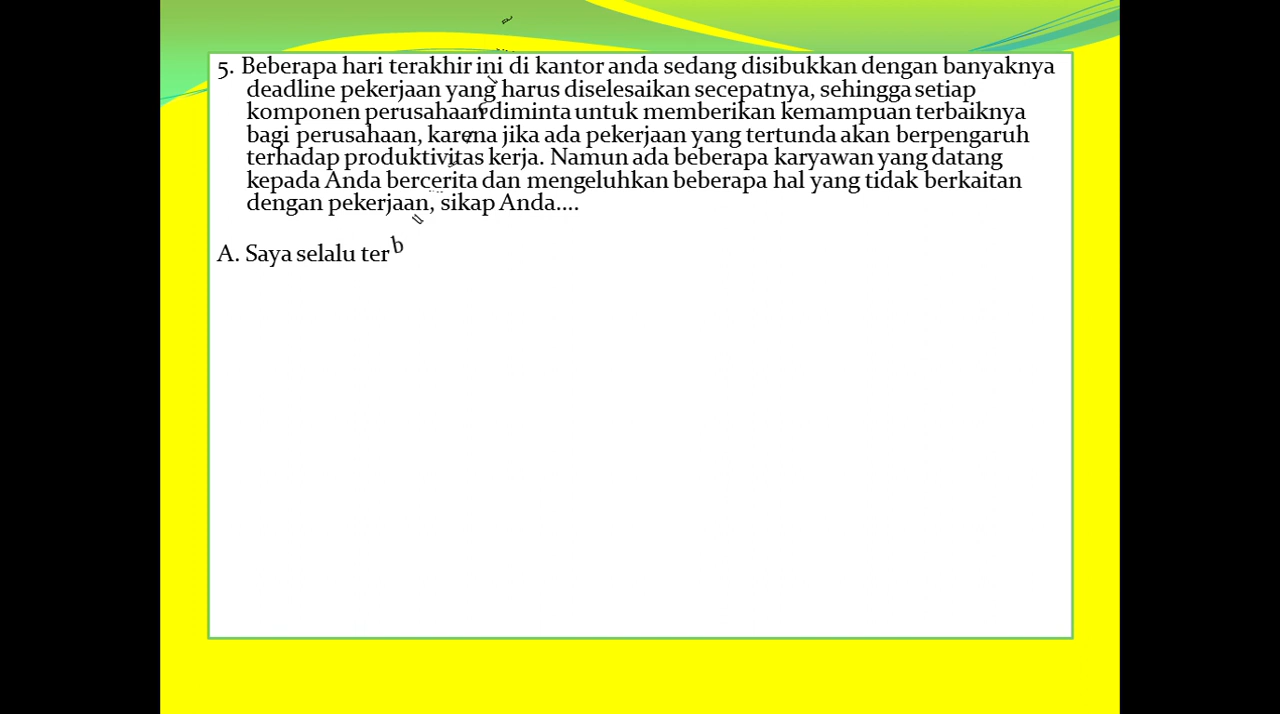 5. Beberapa hari terakhir ini di kantor anda sedang disibukkan dengan banyaknya
deadline pekerjaan yang harus diselesaikan secepatnya, sehingga setiap
komponen perusahaan diminta untuk memberikan kemampuan terbaiknya
bagi perusahaan, karena jika ada pekerjaan yang tertunda akan berpengaruh
terhadap produktivitas kerja. Namun ada beberapa karyawan yang datang
kepada Anda bercerita dan mengeluhkan beberapa hal yang tidak berkaitan
dengan pekerjaan, sikap Anda....
A. Saya selalu terb